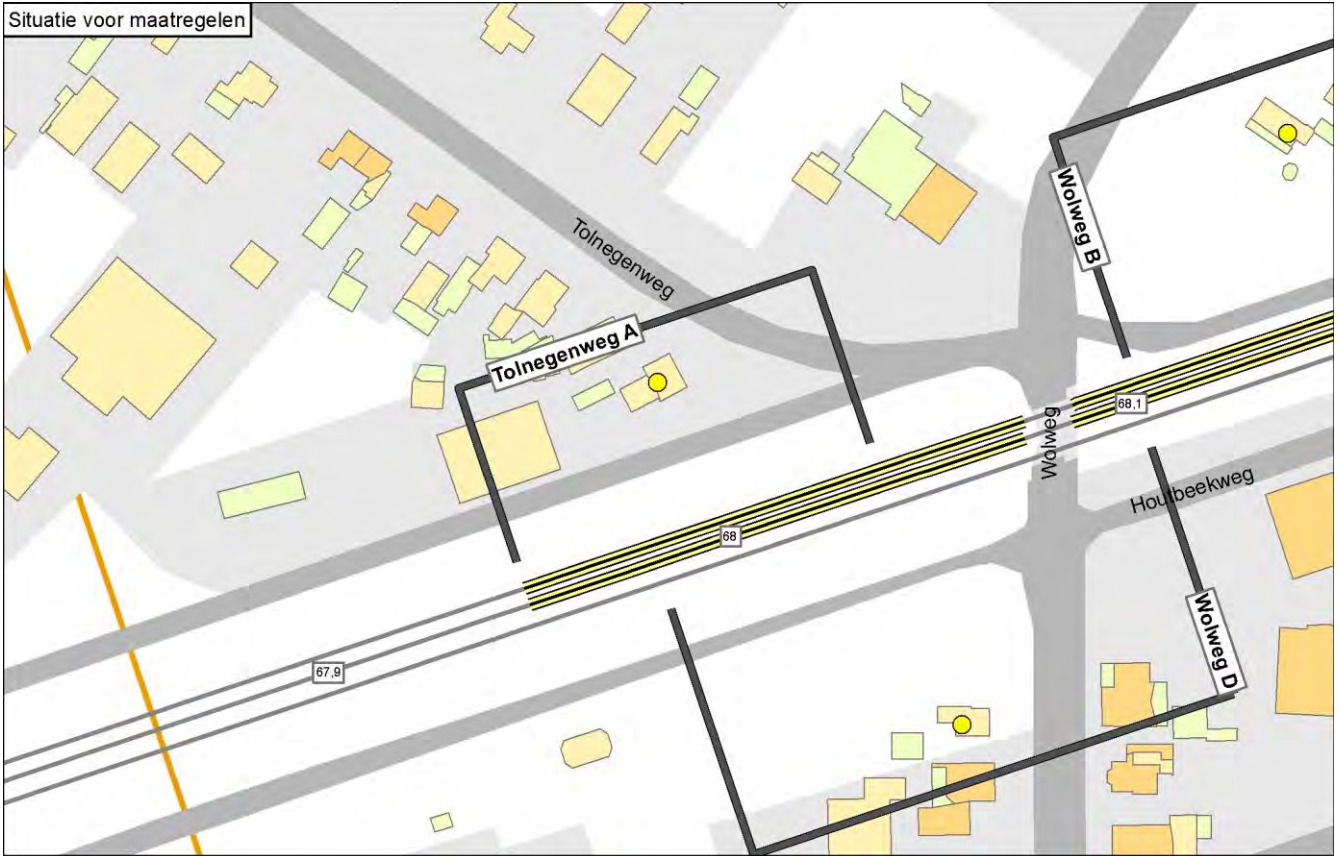 Situatie voor maatregelen
Wolweg B
Tolnegenweg
Tolnegenweg A
68,1
Wolweg
Houtbeekweg
68
Wolweg D
67,9